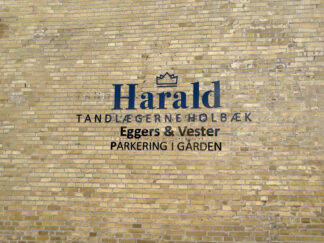 Harald
TANDLÆGERNE HOLBÆK
Eggers & Vester
PARKERING I GÅRDEN